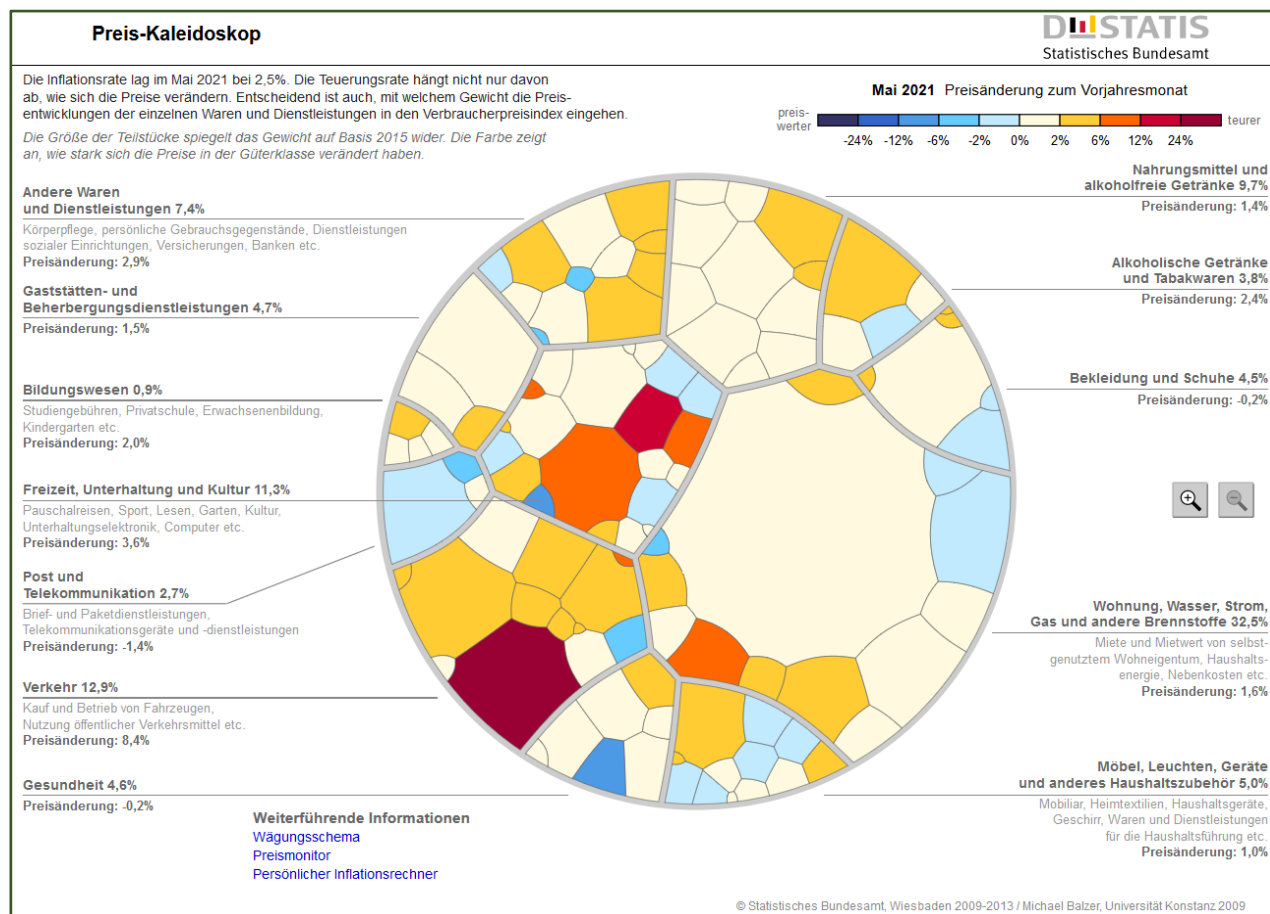 Preis-Kaleidoskop
DESTATIS
Statistisches Bundesamt
Die Inflationsrate lag im Mai 2021 bei 2,5%. Die Teuerungsrate hängt nicht nur davon
ab, wie sich die Preise verändern. Entscheidend ist auch, mit welchem Gewicht die Preis-
entwicklungen der einzelnen Waren und Dienstleistungen in den Verbraucherpreisindex eingehen.
Die Größe der Teilstücke spiegelt das Gewicht auf Basis 2015 wider. Die Farbe zeigt
an, wie stark sich die Preise in der Güterklasse verändert haben.
Mai 2021 Preisänderung zum Vorjahresmonat
preis-
werter
teurer
-24% -12% -6% -2% 0% 2% 6% 12% 24%
Andere Waren
und Dienstleistungen 7,4%
Körperpflege, persönliche Gebrauchsgegenstände, Dienstleistungen
sozialer Einrichtungen, Versicherungen, Banken etc.
Preisänderung: 2,9%
Gaststätten- und
Beherbergungsdienstleistungen 4,7%
Preisänderung: 1,5%
Bildungswesen 0,9%
Studiengebühren, Privatschule, Erwachsenenbildung,
Kindergarten etc.
Preisänderung: 2,0%
Freizeit, Unterhaltung und Kultur 11,3%
Pauschalreisen, Sport, Lesen, Garten, Kultur,
Unterhaltungselektronik, Computer etc.
Preisänderung: 3,6%
Post und
Telekommunikation 2,7%
Brief- und Paketdienstleistungen,
Telekommunikationsgeräte und -dienstleistungen
Preisänderung: -1,4%
Verkehr 12,9%
Kauf und Betrieb von Fahrzeugen,
Nutzung öffentlicher Verkehrsmittel etc.
Preisänderung: 8,4%
Gesundheit 4,6%
Preisänderung: -0,2%
Nahrungsmittel und
alkoholfreie Getränke 9,7%
Preisänderung: 1,4%
Alkoholische Getränke
und Tabakwaren 3,8%
Preisänderung: 2,4%
Bekleidung und Schuhe 4,5%
Preisänderung: -0,2%
Wohnung, Wasser, Strom,
Gas und andere Brennstoffe 32,5%
Miete und Mietwert von selbst-
genutztem Wohneigentum, Haushalts-
energie, Nebenkosten etc.
Preisänderung: 1,6%
Möbel, Leuchten, Geräte
und anderes Haushaltszubehör 5,0%
Mobiliar, Heimtextilien, Haushaltsgeräte,
Geschirr, Waren und Dienstleistungen
für die Haushaltsführung etc.
Preisänderung: 1,0%
Weiterführende Informationen
Wägungsschema
Preismonitor
Persönlicher Inflationsrechner
© Statistisches Bundesamt, Wiesbaden 2009-2013 / Michael Balzer, Universität Konstanz 2009